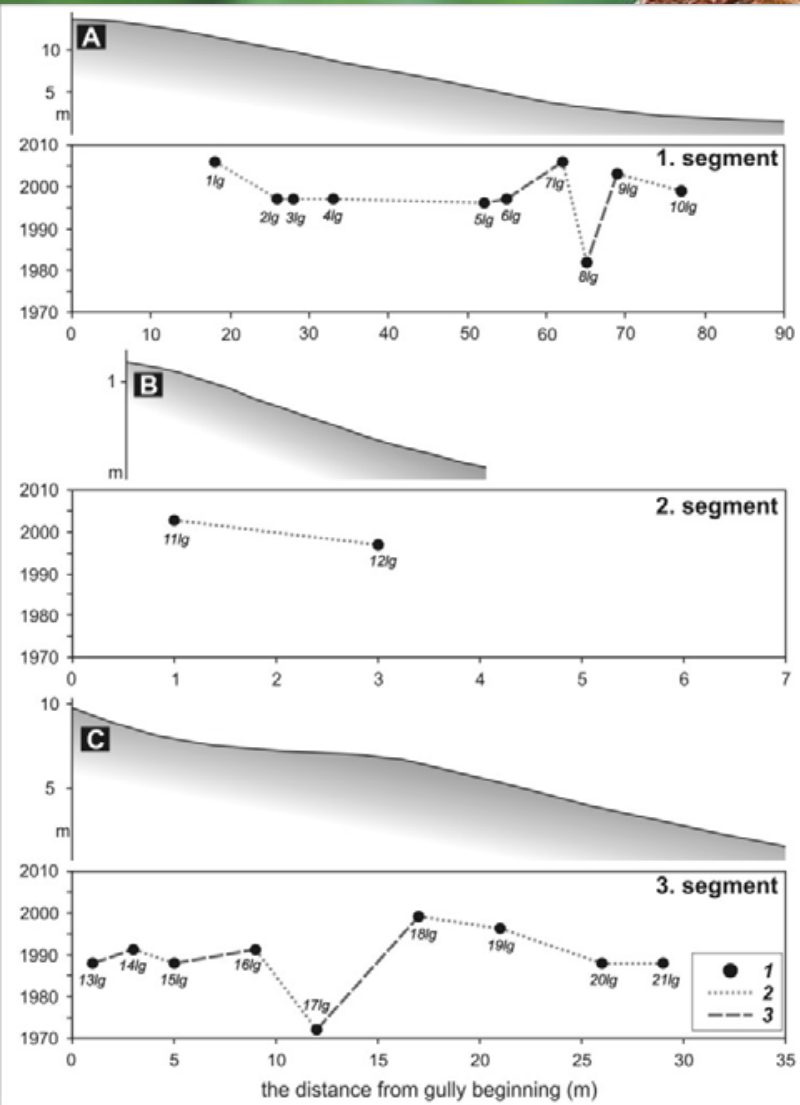 A
10
5
m
2010
2000
1990
1980
1970
1. segment
1lg
2lg
3lg
4lg
5lg
6lg
7lg
8lg
9lg
10lg
0 10 20 30 40 50 60 70 80 90
B
1
m
2010
2000
1990
1980
1970
2. segment
11lg
12lg
0 1 2 3 4 5 6 7
10
C
5
m
2010
2000
1990
1980
1970
3. segment
13lg
14lg
15lg
16lg
17lg
18lg
19lg
20lg
21lg
1
2
3
0 5 10 15 20 25 30 35
the distance from gully beginning (m)